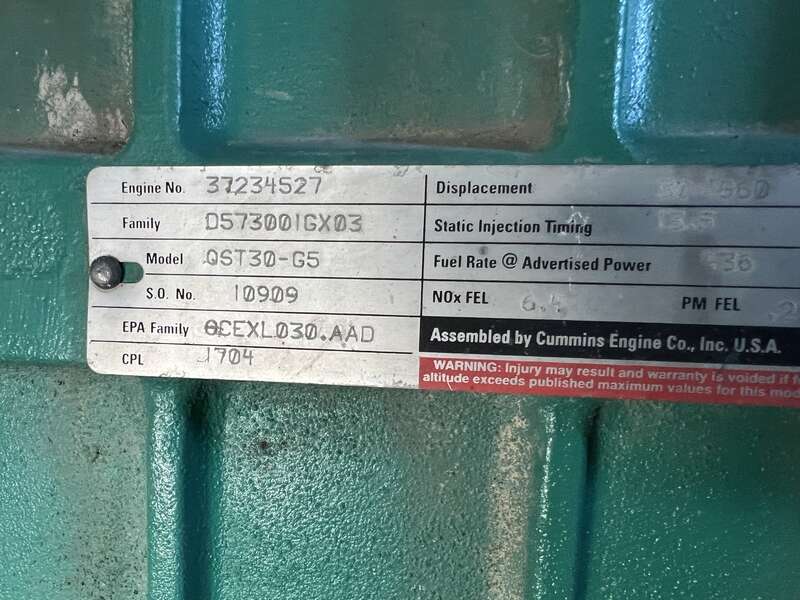 Engine No. 37234527
Family D573001GX03
Model QST30-G5
S.O. No. 10909
EPA Family CEXL030.AAD
CPL 1704
Displacement
Static Injection Timing
Fuel Rate @ Advertised Power
NOx FEL 6.4 PM FEL
Assembled by Cummins Engine Co., Inc. U.S.A.
WARNING: Injury may result and warranty is voided if
altitude exceeds published maximum values for this